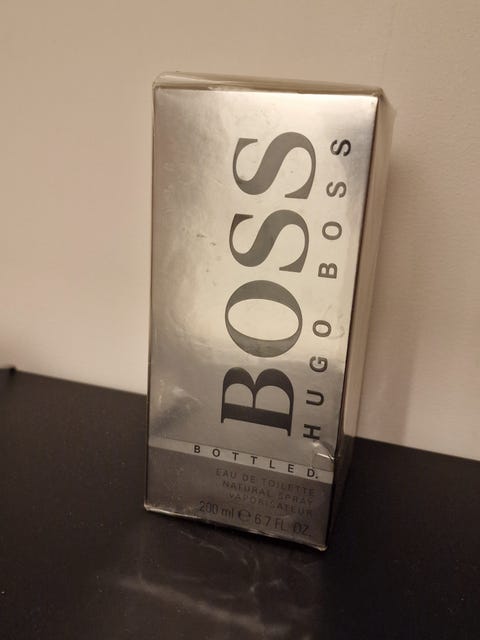 BOSS
HUGO BOSS
BOTTLED.
EAU DE TOILETTE
NATURAL SPRAY
VAPORISATEUR
200 ml ℮ 6.7 FL. OZ.